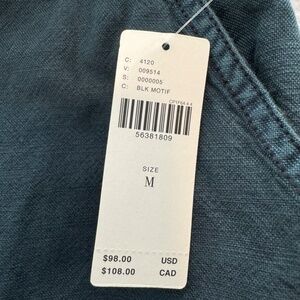 C: 4120
V: 009514
S: 0000005
C: BLK MOTIF
56381809
SIZE
M
$98.00 USD
$108.00 CAD